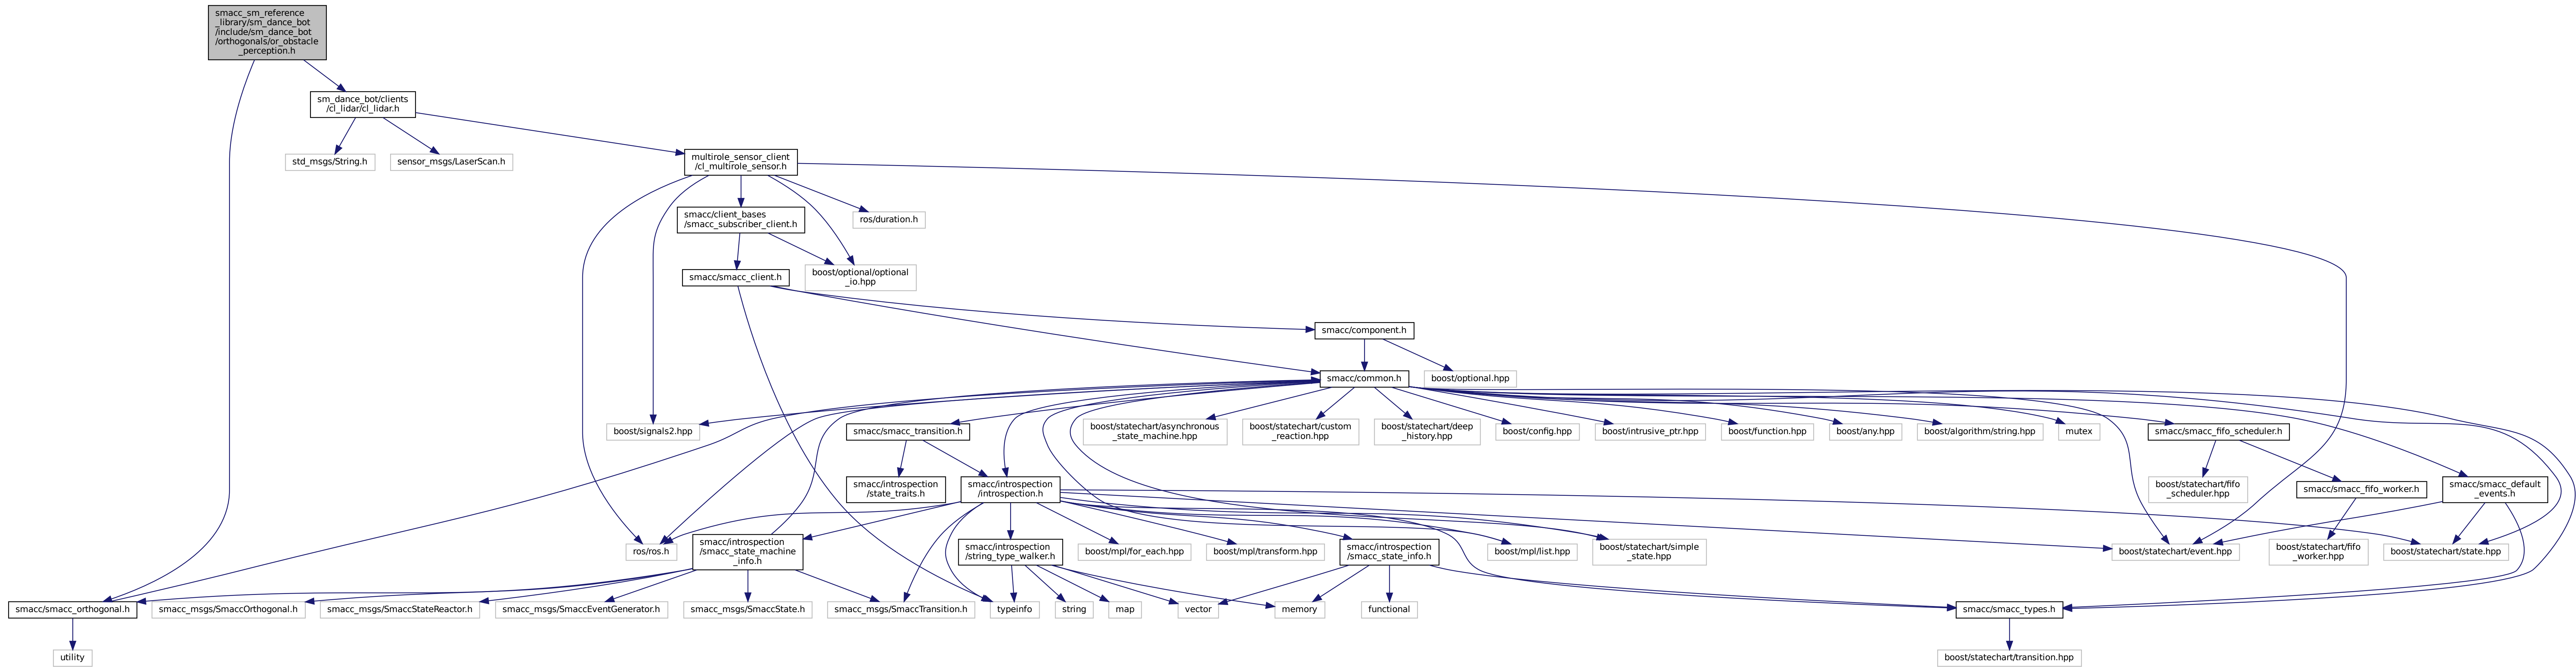 smacc_sm_reference
_library/sm_dance_bot
/include/sm_dance_bot
/orthogonals/or_obstacle
_perception.h
sm_dance_bot/clients
/cl_lidar/cl_lidar.h
std_msgs/String.h
sensor_msgs/LaserScan.h
multirole_sensor_client
/cl_multirole_sensor.h
smacc/client_bases
/smacc_subscriber_client.h
ros/duration.h
smacc/smacc_client.h
boost/optional/optional
_io.hpp
smacc/component.h
smacc/common.h
boost/optional.hpp
boost/signals2.hpp
smacc/smacc_transition.h
boost/statechart/asynchronous
_state_machine.hpp
boost/statechart/custom
_reaction.hpp
boost/statechart/deep
_history.hpp
boost/config.hpp
boost/intrusive_ptr.hpp
boost/function.hpp
boost/any.hpp
boost/algorithm/string.hpp
mutex
smacc/smacc_fifo_scheduler.h
smacc/introspection
/state_traits.h
smacc/introspection
/introspection.h
boost/statechart/fifo
_scheduler.hpp
smacc/smacc_fifo_worker.h
smacc/smacc_default
_events.h
ros/ros.h
smacc/introspection
/smacc_state_machine
_info.h
smacc/introspection
/string_type_walker.h
boost/mpl/for_each.hpp
boost/mpl/transform.hpp
smacc/introspection
/smacc_state_info.h
boost/mpl/list.hpp
boost/statechart/simple
_state.hpp
boost/statechart/event.hpp
boost/statechart/fifo
_worker.hpp
boost/statechart/state.hpp
smacc/smacc_orthogonal.h
smacc_msgs/SmaccOrthogonal.h
smacc_msgs/SmaccStateReactor.h
smacc_msgs/SmaccEventGenerator.h
smacc_msgs/SmaccState.h
smacc_msgs/SmaccTransition.h
typeinfo
string
map
vector
memory
functional
smacc/smacc_types.h
utility
boost/statechart/transition.hpp